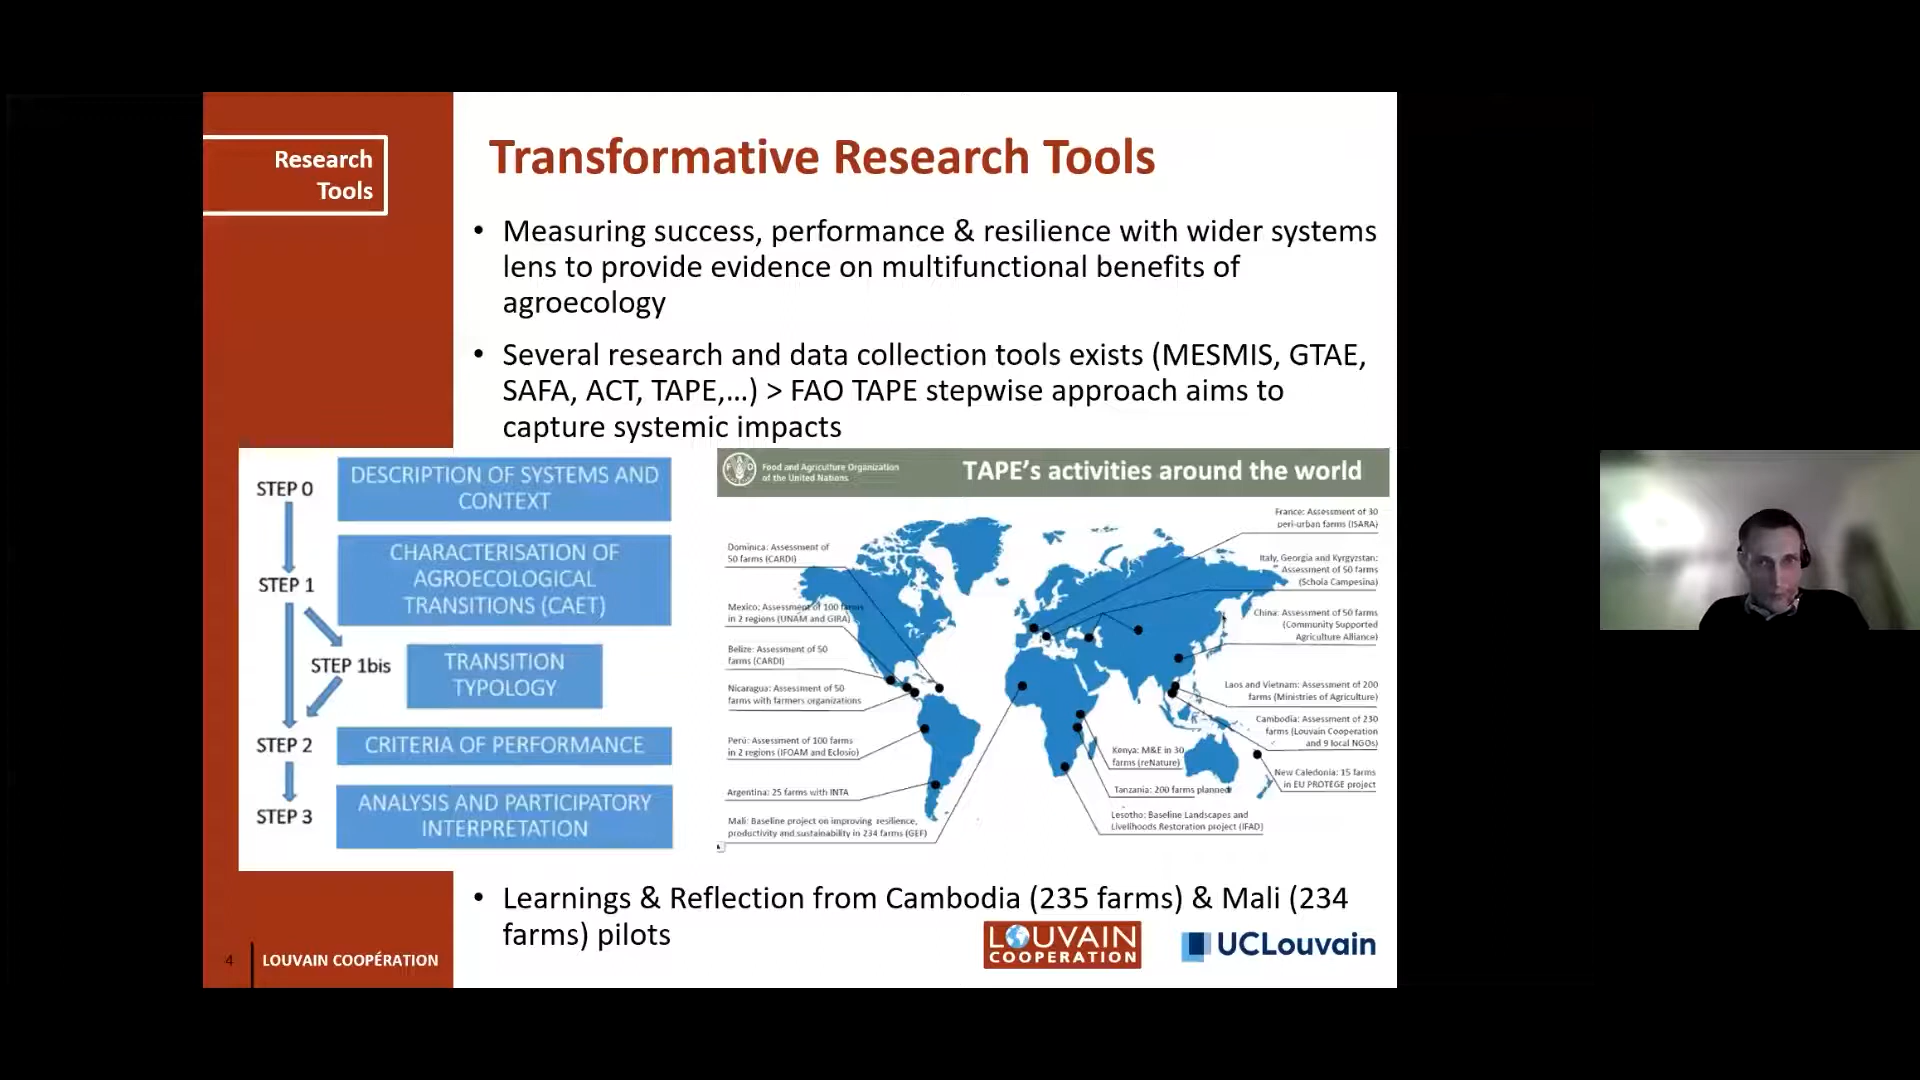 Research
Tools
Transformative Research Tools
• Measuring success, performance & resilience with wider systems
lens to provide evidence on multifunctional benefits of
agroecology
• Several research and data collection tools exists (MESMIS, GTAE,
SAFA, ACT, TAPE,...) > FAO TAPE stepwise approach aims to
capture systemic impacts
STEP 0
DESCRIPTION OF SYSTEMS AND
CONTEXT
STEP 1
CHARACTERISATION OF
AGROECOLOGICAL
TRANSITIONS (CAET)
STEP 1bis
TRANSITION
TYPOLOGY
STEP 2
CRITERIA OF PERFORMANCE
STEP 3
ANALYSIS AND PARTICIPATORY
INTERPRETATION
Food and Agriculture Organization
of the United Nations
TAPE's activities around the world
Dominica: Assessment of
50 farms (CARDI)
Mexico: Assessment of 100 farms
in 2 regions (UNAM and GIRA)
Belize: Assessment of 50
farms (CARDI)
Nicaragua: Assessment of 50
farms with farmers organizations
Perú: Assessment of 100 farms
in 2 regions (IFOAM and Eclosio)
Argentina: 25 farms with INTA
Mali: Baseline project on improving resilience,
productivity and sustainability in 234 farms (GEF)
France: Assessment of 30
peri-urban farms (ISARA)
Italy, Georgia and Kyrgyzstan:
Assessment of 50 farms
(Schola Campesina)
China: Assessment of 50 farms
(Community Supported
Agriculture Alliance)
Laos and Vietnam: Assessment of 200
farms (Ministries of Agriculture)
Cambodia: Assessment of 230
farms (Louvain Cooperation
and 9 local NGOs)
New Caledonia: 15 farms
in EU PROTEGE project
Kenya: M&E in 30
farms (reNature)
Tanzania: 200 farms planned
Lesotho: Baseline Landscapes and
Livelihoods Restoration project (IFAD)
• Learnings & Reflection from Cambodia (235 farms) & Mali (234
farms) pilots
4
LOUVAIN COOPÉRATION
LOUVAIN
COOPERATION
UCLouvain